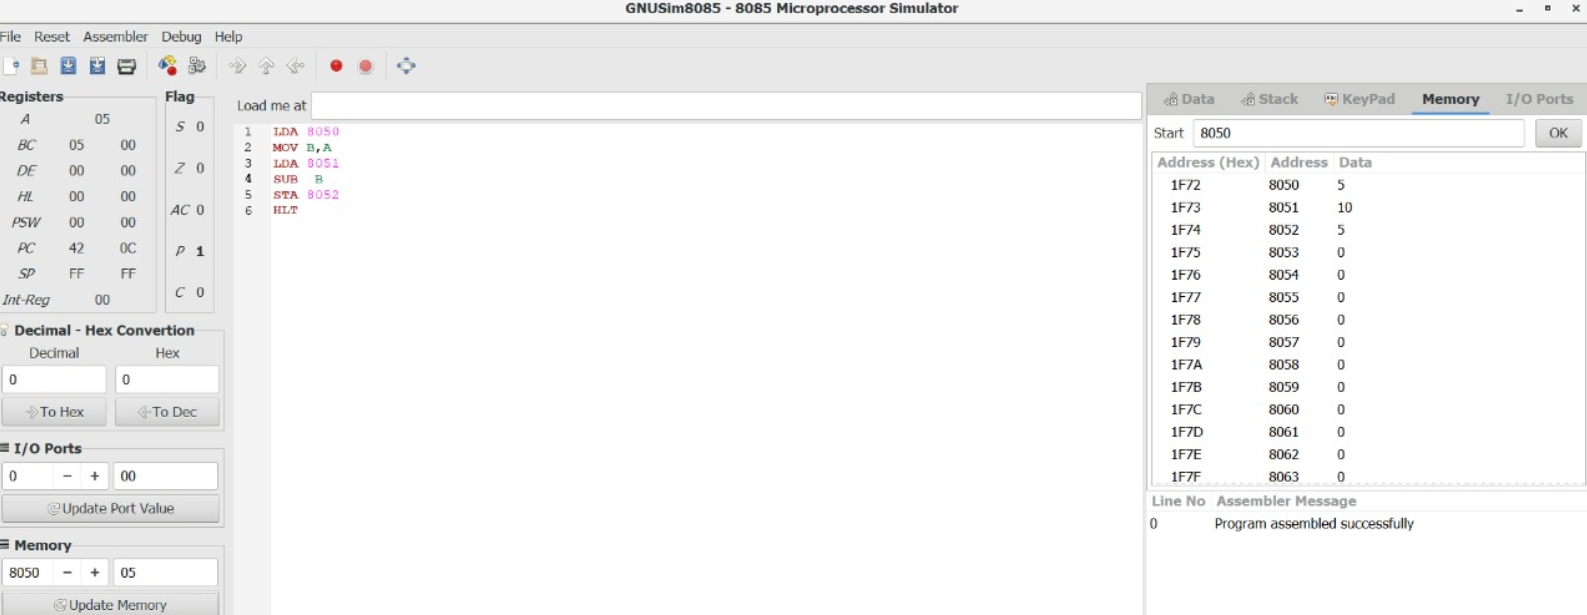 GNUSim8085 - 8085 Microprocessor Simulator
File Reset Assembler Debug Help
Registers
A 05
BC 05 00
DE 00 00
HL 00 00
PSW 00 00
PC 42 0C
SP FF FF
Int-Reg 00
Flag
S 0
Z 0
AC 0
P 1
C 0
Decimal - Hex Convertion
Decimal Hex
0 0
To Hex To Dec
I/O Ports
0 - + 00
Update Port Value
Memory
8050 - + 05
Update Memory
Load me at
1 LDA 8050
2 MOV B,A
3 LDA 8051
4 SUB B
5 STA 8052
6 HLT
Data Stack KeyPad Memory I/O Ports
Start 8050 OK
Address (Hex) Address Data
1F72 8050 5
1F73 8051 10
1F74 8052 5
1F75 8053 0
1F76 8054 0
1F77 8055 0
1F78 8056 0
1F79 8057 0
1F7A 8058 0
1F7B 8059 0
1F7C 8060 0
1F7D 8061 0
1F7E 8062 0
1F7F 8063 0
Line No Assembler Message
0 Program assembled successfully